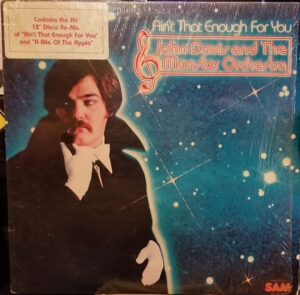 Contains the Hit
12" Disco Re-Mix
of "Ain't That Enough For You"
and "A Bite Of The Apple"
Ain't That Enough For You
John Davis and The
Monster Orchestra
SAM